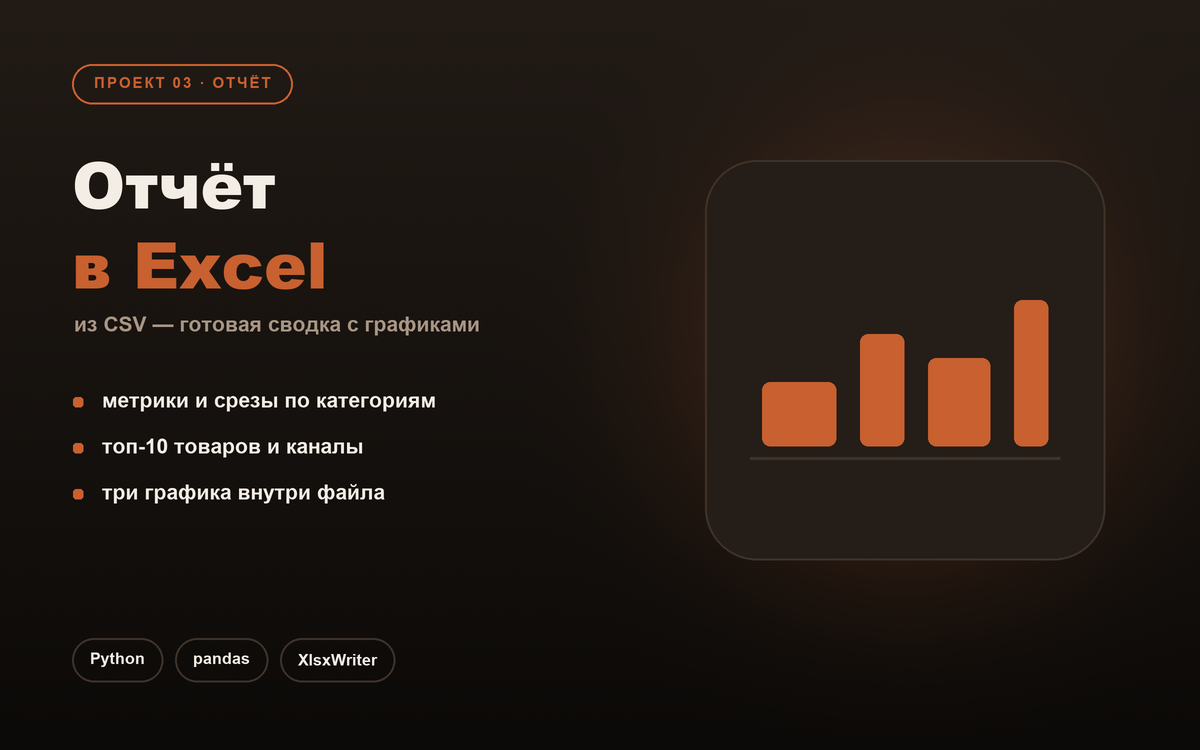 ПРОЕКТ 03 · ОТЧЁТ
Отчёт
в Excel
из CSV — готовая сводка с графиками
метрики и срезы по категориям
топ-10 товаров и каналы
три графика внутри файла
Python
pandas
XlsxWriter